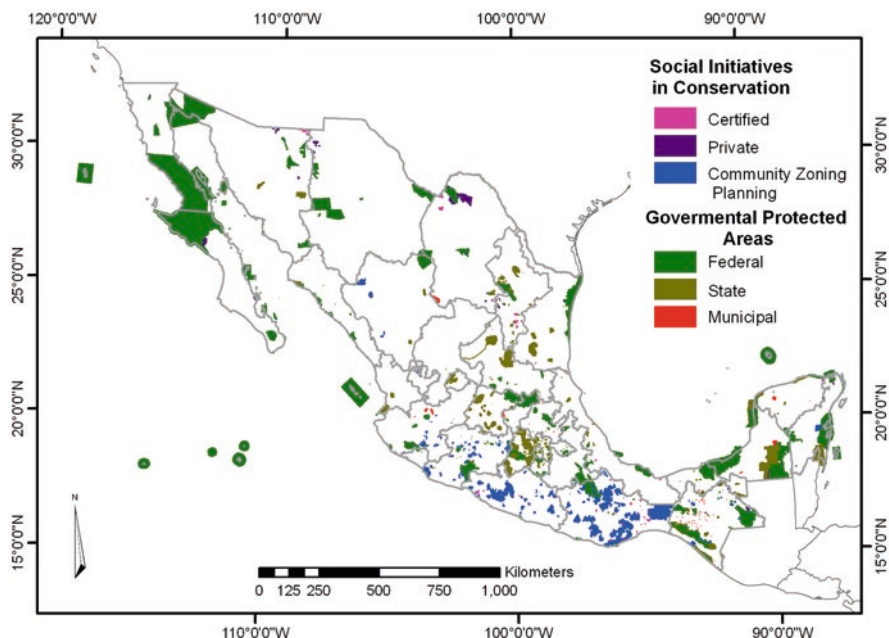 120°0'0"W
110°0'0"W
100°0'0"W
90°0'0"W
Social Initiatives
in Conservation
Certified
Private
Community Zoning
Planning
Govermental Protected
Areas
Federal
State
Municipal
30°0'0"N
25°0'0"N
20°0'0"N
15°0'0"N
30°0'0"N
25°0'0"N
20°0'0"N
15°0'0"N
N
Kilometers
0 125 250 500 750 1,000
110°0'0"W
100°0'0"W
90°0'0"W